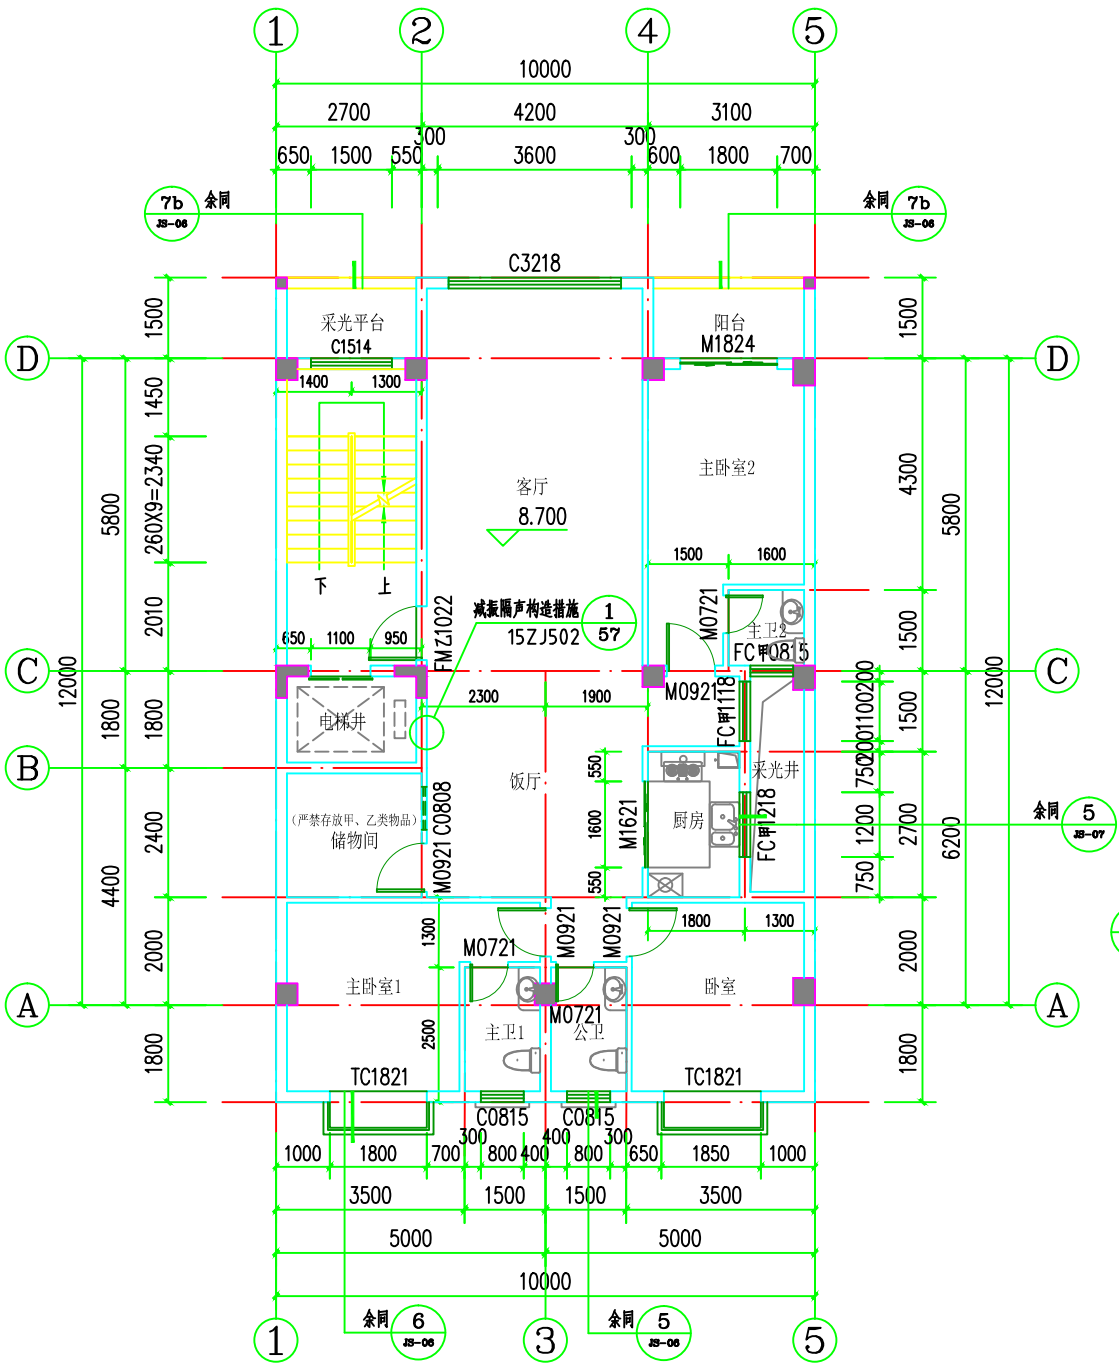 1 2 4 5
10000
2700 4200 3100
300 300
650 1500 550 3600 600 1800 700
7b
JS-06
余同
余同
7b
JS-06
C3218
1500
采光平台
阳台
1500
D
C1514
M1824
D
1400 1300
1450
主卧室2
4300
260X9=2340
客厅
8.700
5800
5800
1500 1600
下 上
2010
FM乙1022
减振隔声构造措施
15ZJ502
1
57
M0721
主卫2
1500
650 1100 950
FC甲0815
C
C
12000
12000
2300 1900
M0921
FC甲1118
200
1100
200
1500
1800
1800
电梯井
B
550
采光井
750
饭厅
(严禁存放甲、乙类物品)
储物间
C0808
M0921
2400
1600
M1621
厨房
FC甲1218
1200
2700
余同
5
JS-07
6200
4400
550
750
1800 1300
1300
M0721
M0921
M0921
2000
2000
主卧室1
卧室
A
A
M0721
主卫1
公卫
2500
1800
1800
TC1821
TC1821
C0815
C0815
300 400 300
1000 1800 700 800 400 800 650 1850 1000
3500 1500 1500 3500
5000 5000
10000
余同
6
JS-06
余同
5
JS-06
1 3 5